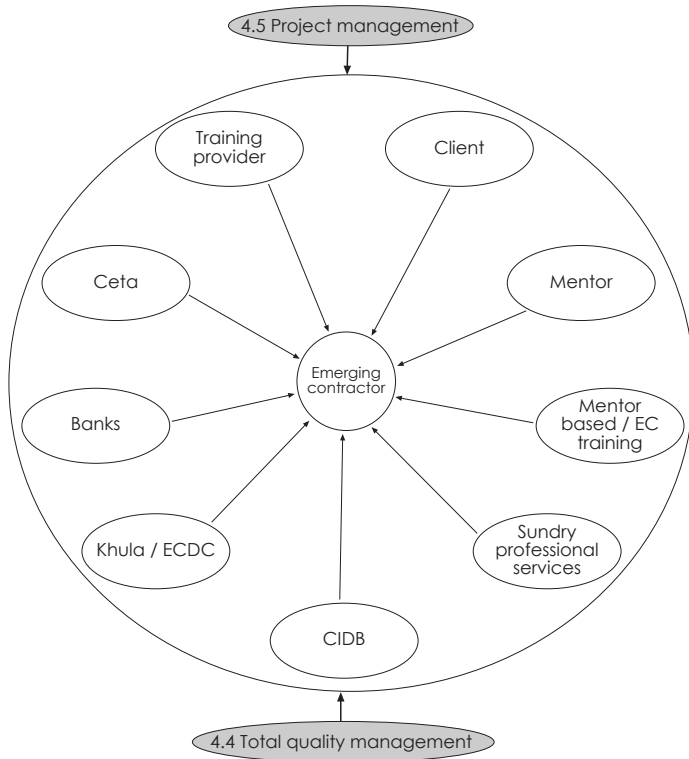 4.5 Project management
Training
provider
Client
Ceta
Mentor
Emerging
contractor
Banks
Mentor
based / EC
training
Khula / ECDC
Sundry
professional
services
CIDB
4.4 Total quality management